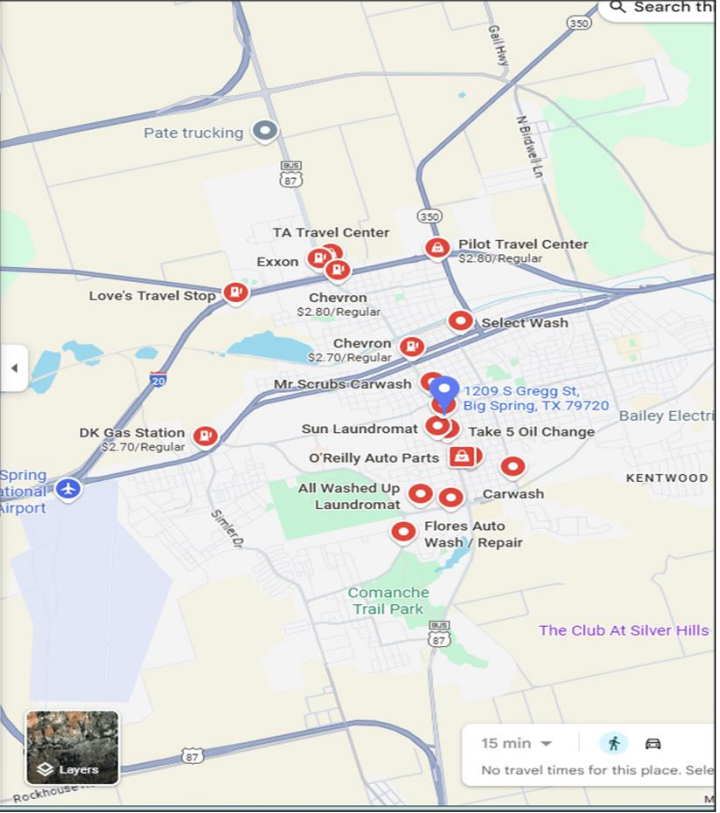 Search th
350
Gail Hwy
Pate trucking
N Birdwell Ln
BUS
87
350
TA Travel Center
Pilot Travel Center
$2.80/Regular
Exxon
Love's Travel Stop
Chevron
$2.80/Regular
Select Wash
Chevron
$2.70/Regular
20
Mr Scrubs Carwash
1209 S Gregg St,
Big Spring, TX 79720
Bailey Electri
DK Gas Station
$2.70/Regular
Sun Laundromat
Take 5 Oil Change
O'Reilly Auto Parts
Spring
ational
Airport
KENTWOOD
All Washed Up
Laundromat
Carwash
Simler Dr
Flores Auto
Wash / Repair
Comanche
Trail Park
BUS
87
The Club At Silver Hills
15 min
87
Layers
No travel times for this place. Sele
Rockhouse R
M